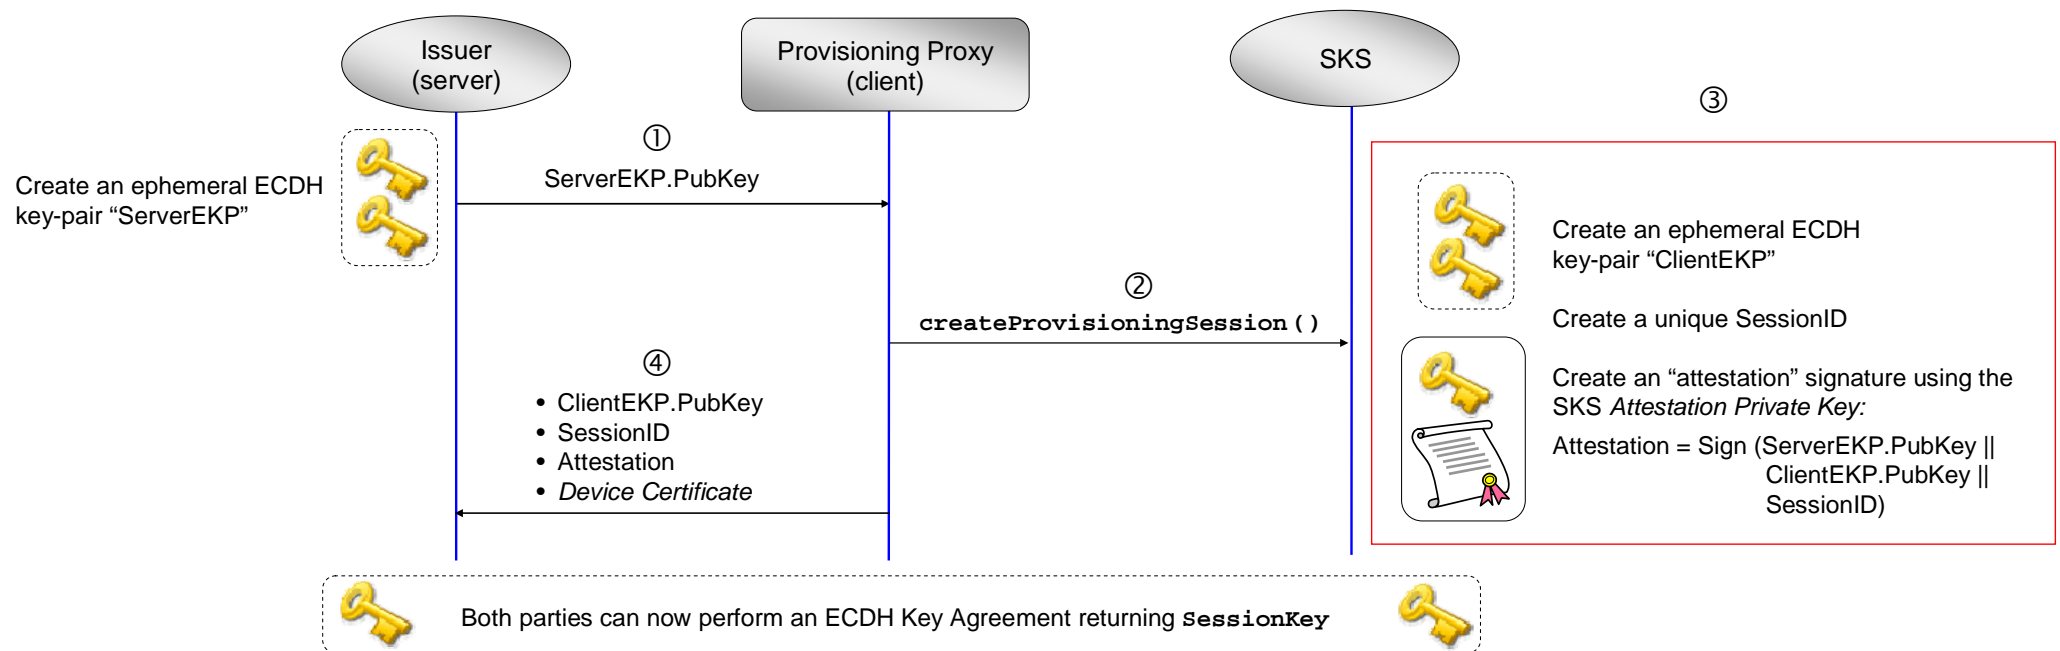 Issuer
(server)
Provisioning Proxy
(client)
SKS
③
①
ServerEKP.PubKey
Create an ephemeral ECDH
key-pair “ServerEKP”
Create an ephemeral ECDH
key-pair “ClientEKP”
②
createProvisioningSession()
Create a unique SessionID
④
• ClientEKP.PubKey
• SessionID
• Attestation
• Device Certificate
Create an “attestation” signature using the
SKS Attestation Private Key:
Attestation = Sign (ServerEKP.PubKey ||
ClientEKP.PubKey ||
SessionID)
Both parties can now perform an ECDH Key Agreement returning SessionKey